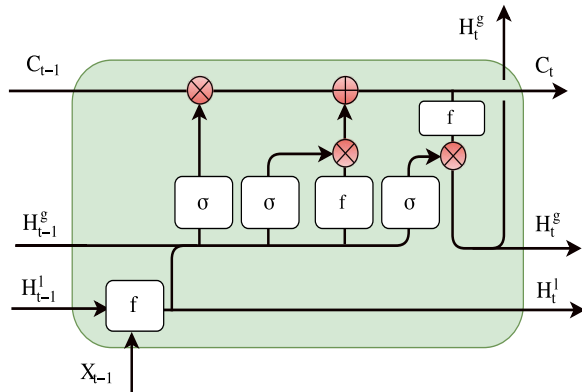 H_t^g
C_{t-1}
C_t
f
σ
σ
f
σ
H_{t-1}^g
H_t^g
H_{t-1}^l
f
H_t^l
X_{t-1}